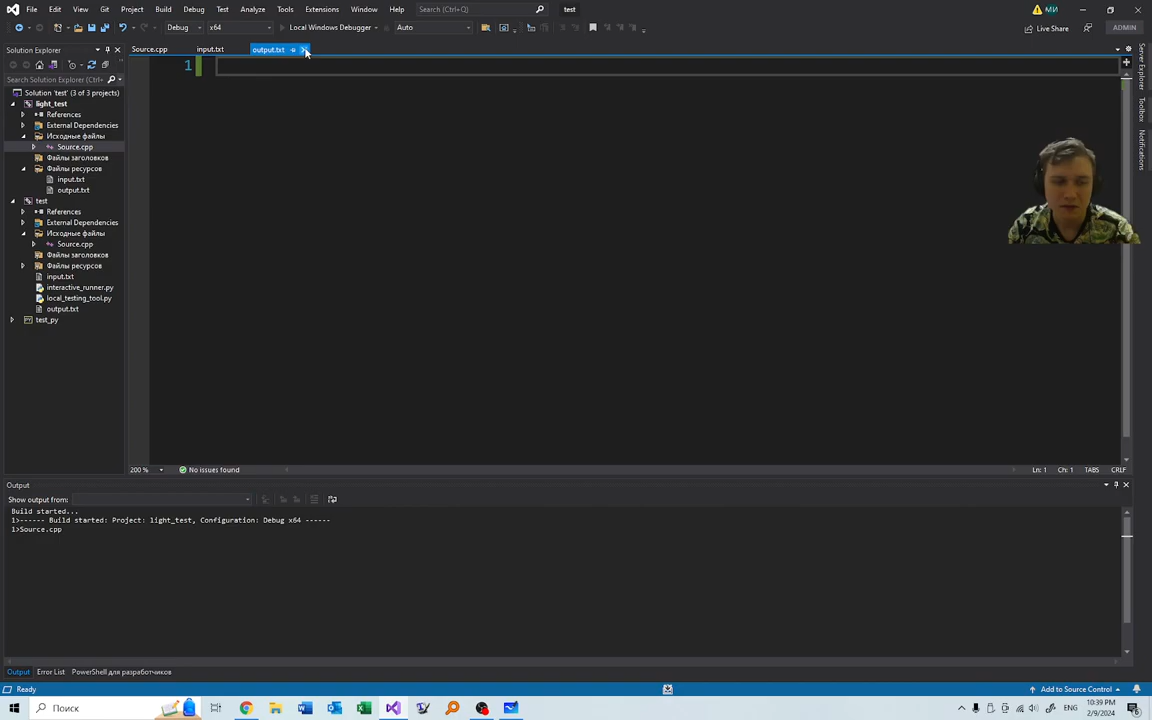 File Edit View Git Project Build Debug Test Analyze Tools Extensions Window Help Search (Ctrl+Q) test МИ
Debug x64 Local Windows Debugger Auto Live Share ADMIN
Solution Explorer Source.cpp input.txt output.txt
Search Solution Explorer (Ctrl+
1
Solution 'test' (3 of 3 projects)
light_test
References
External Dependencies
Исходные файлы
Source.cpp
Файлы заголовков
Файлы ресурсов
input.txt
output.txt
test
References
External Dependencies
Исходные файлы
Source.cpp
Файлы заголовков
Файлы ресурсов
input.txt
interactive_runner.py
local_testing_tool.py
output.txt
test_py
Server Explorer
Toolbox
Notifications
200 % No issues found Ln: 1 Ch: 1 TABS CRLF
Output
Show output from:
Build started...
1>------ Build started: Project: light_test, Configuration: Debug x64 ------
1>Source.cpp
Output Error List PowerShell для разработчиков
Ready Add to Source Control
Поиск ENG 10:39 PM
2/9/2024